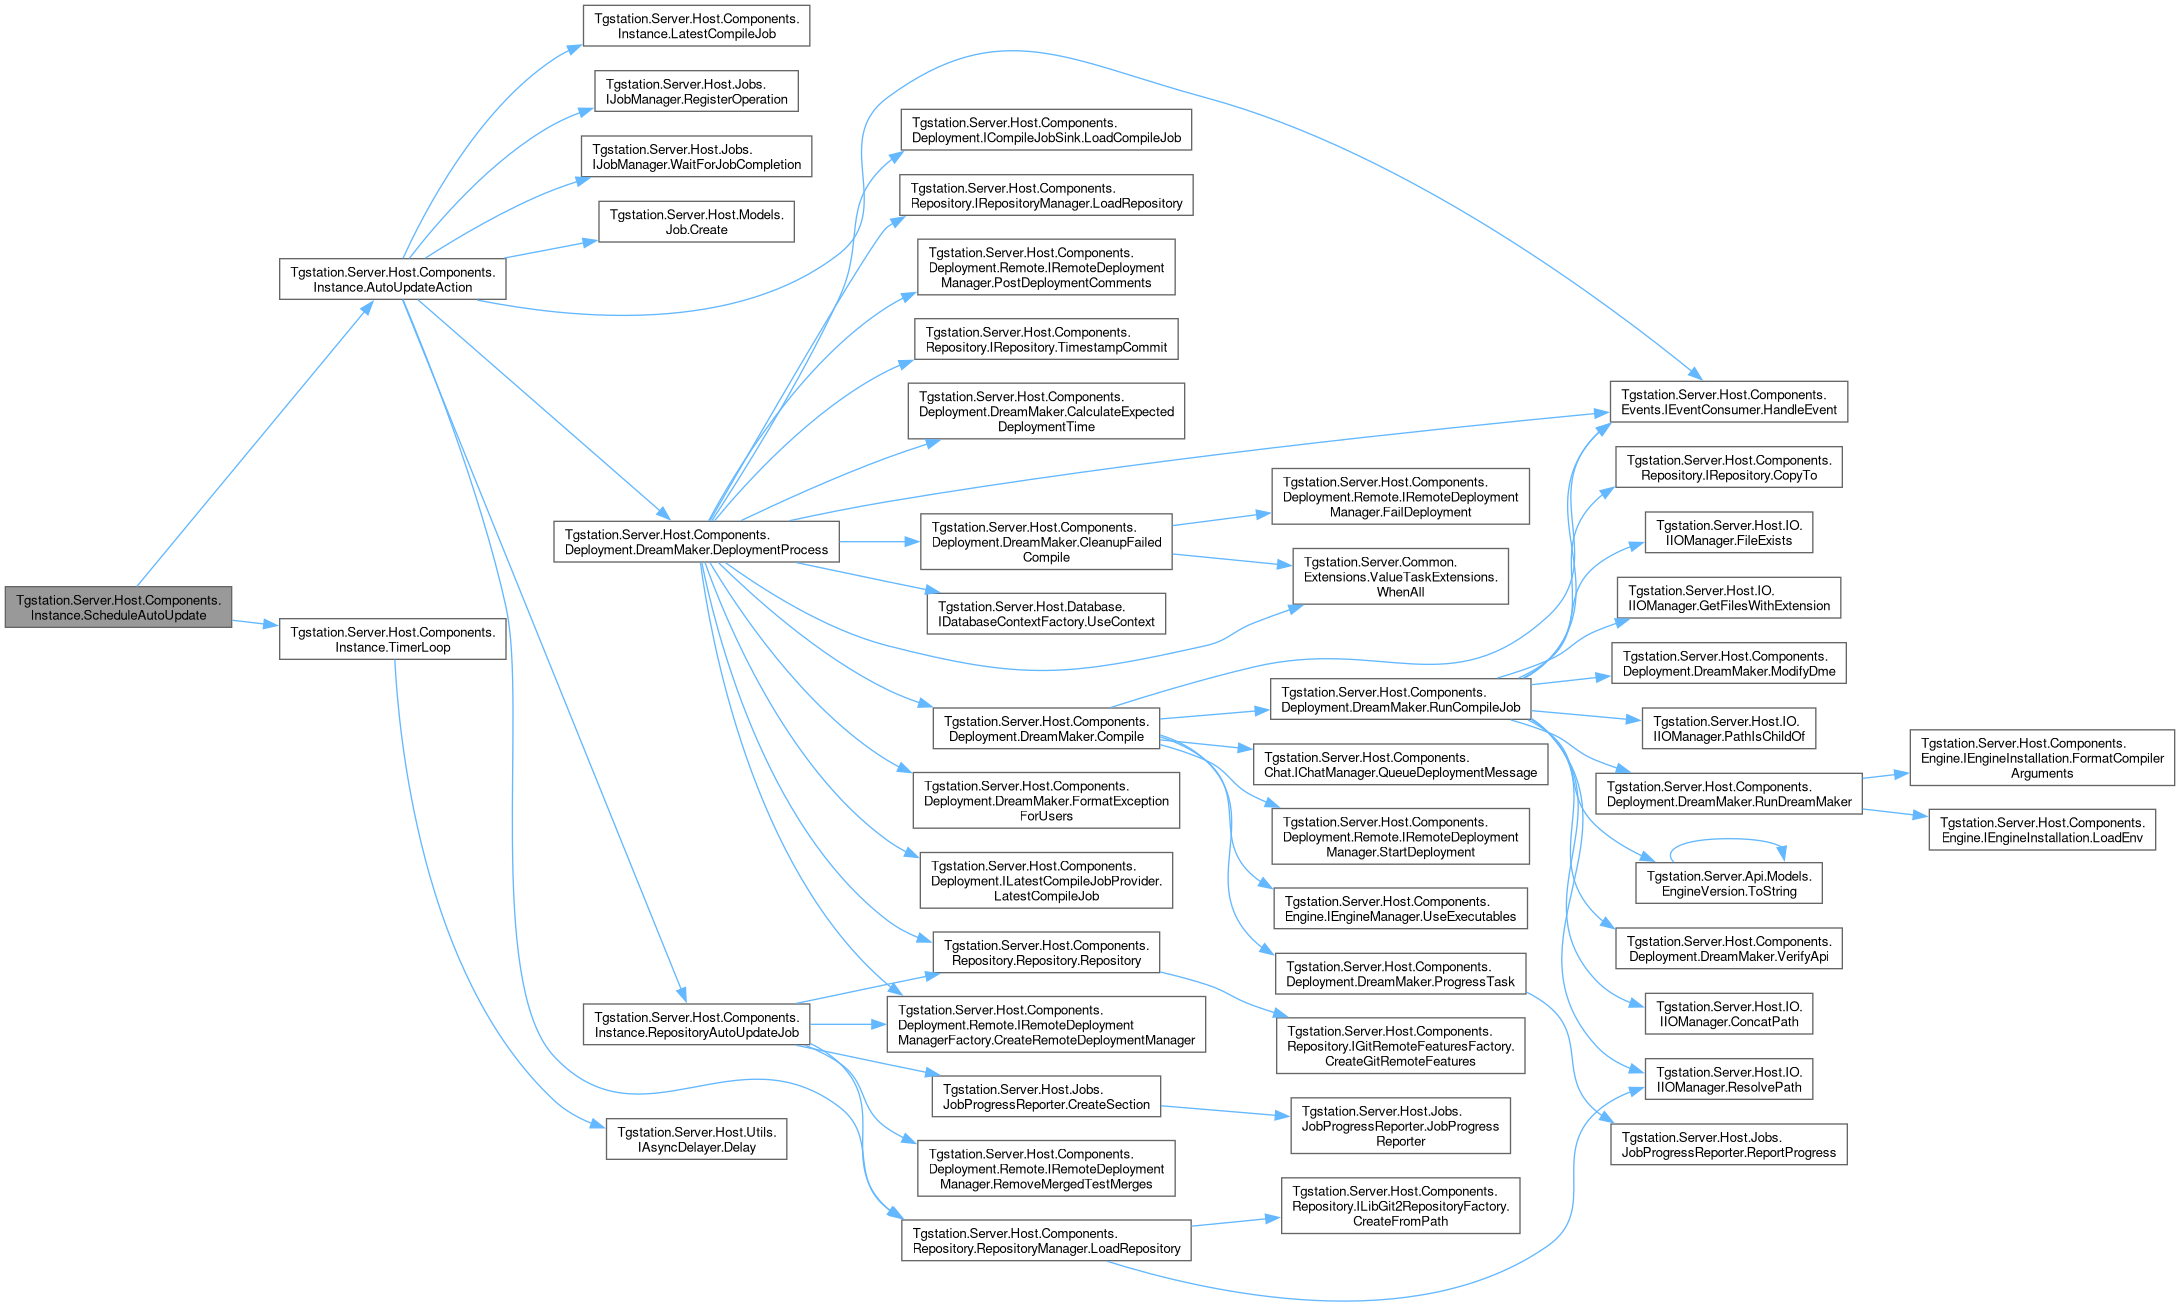 Tgstation.Server.Host.Components.
Instance.ScheduleAutoUpdate
Tgstation.Server.Host.Components.
Instance.AutoUpdateAction
Tgstation.Server.Host.Components.
Instance.TimerLoop
Tgstation.Server.Host.Components.
Instance.LatestCompileJob
Tgstation.Server.Host.Jobs.
IJobManager.RegisterOperation
Tgstation.Server.Host.Jobs.
IJobManager.WaitForJobCompletion
Tgstation.Server.Host.Models.
Job.Create
Tgstation.Server.Host.Components.
Deployment.DreamMaker.DeploymentProcess
Tgstation.Server.Host.Components.
Instance.RepositoryAutoUpdateJob
Tgstation.Server.Host.Utils.
IAsyncDelayer.Delay
Tgstation.Server.Host.Components.
Deployment.ICompileJobSink.LoadCompileJob
Tgstation.Server.Host.Components.
Repository.IRepositoryManager.LoadRepository
Tgstation.Server.Host.Components.
Deployment.Remote.IRemoteDeployment
Manager.PostDeploymentComments
Tgstation.Server.Host.Components.
Repository.IRepository.TimestampCommit
Tgstation.Server.Host.Components.
Deployment.DreamMaker.CalculateExpected
DeploymentTime
Tgstation.Server.Host.Components.
Deployment.DreamMaker.CleanupFailed
Compile
Tgstation.Server.Host.Database.
IDatabaseContextFactory.UseContext
Tgstation.Server.Host.Components.
Deployment.DreamMaker.Compile
Tgstation.Server.Host.Components.
Deployment.DreamMaker.FormatException
ForUsers
Tgstation.Server.Host.Components.
Deployment.ILatestCompileJobProvider.
LatestCompileJob
Tgstation.Server.Host.Components.
Repository.Repository.Repository
Tgstation.Server.Host.Components.
Deployment.Remote.IRemoteDeployment
ManagerFactory.CreateRemoteDeploymentManager
Tgstation.Server.Host.Jobs.
JobProgressReporter.CreateSection
Tgstation.Server.Host.Components.
Deployment.Remote.IRemoteDeployment
Manager.RemoveMergedTestMerges
Tgstation.Server.Host.Components.
Repository.RepositoryManager.LoadRepository
Tgstation.Server.Host.Components.
Deployment.Remote.IRemoteDeployment
Manager.FailDeployment
Tgstation.Server.Common.
Extensions.ValueTaskExtensions.
WhenAll
Tgstation.Server.Host.Components.
Deployment.DreamMaker.RunCompileJob
Tgstation.Server.Host.Components.
Chat.IChatManager.QueueDeploymentMessage
Tgstation.Server.Host.Components.
Deployment.Remote.IRemoteDeployment
Manager.StartDeployment
Tgstation.Server.Host.Components.
Engine.IEngineManager.UseExecutables
Tgstation.Server.Host.Components.
Deployment.DreamMaker.ProgressTask
Tgstation.Server.Host.Components.
Repository.IGitRemoteFeaturesFactory.
CreateGitRemoteFeatures
Tgstation.Server.Host.Jobs.
JobProgressReporter.JobProgress
Reporter
Tgstation.Server.Host.Components.
Repository.ILibGit2RepositoryFactory.
CreateFromPath
Tgstation.Server.Host.Components.
Events.IEventConsumer.HandleEvent
Tgstation.Server.Host.Components.
Repository.IRepository.CopyTo
Tgstation.Server.Host.IO.
IIOManager.FileExists
Tgstation.Server.Host.IO.
IIOManager.GetFilesWithExtension
Tgstation.Server.Host.Components.
Deployment.DreamMaker.ModifyDme
Tgstation.Server.Host.IO.
IIOManager.PathIsChildOf
Tgstation.Server.Host.Components.
Deployment.DreamMaker.RunDreamMaker
Tgstation.Server.Api.Models.
EngineVersion.ToString
Tgstation.Server.Host.Components.
Deployment.DreamMaker.VerifyApi
Tgstation.Server.Host.IO.
IIOManager.ConcatPath
Tgstation.Server.Host.IO.
IIOManager.ResolvePath
Tgstation.Server.Host.Jobs.
JobProgressReporter.ReportProgress
Tgstation.Server.Host.Components.
Engine.IEngineInstallation.FormatCompiler
Arguments
Tgstation.Server.Host.Components.
Engine.IEngineInstallation.LoadEnv